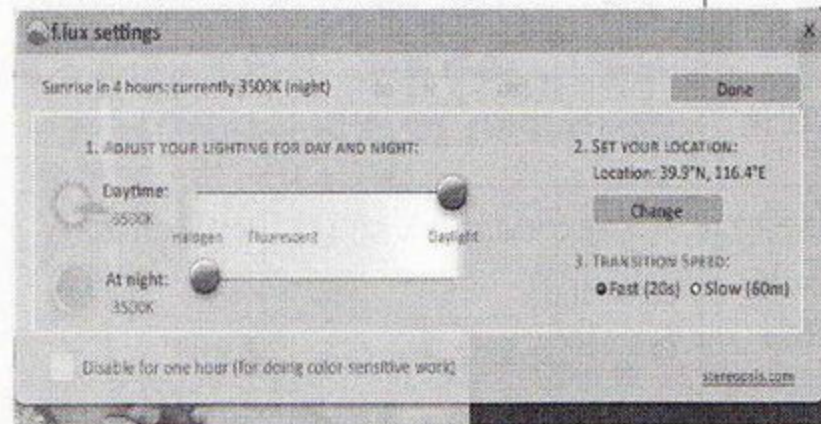 f.lux settings
X
Sunrise in 4 hours: currently 3500K (night)
Done
1. ADJUST YOUR LIGHTING FOR DAY AND NIGHT:
Daytime:
6500K
Halogen Fluorescent Daylight
At night:
3500K
2. SET YOUR LOCATION:
Location: 39.9°N, 116.4°E
Change
3. TRANSITION SPEED:
Fast (20s) Slow (60m)
Disable for one hour (for doing color-sensitive work)
stereopsis.com